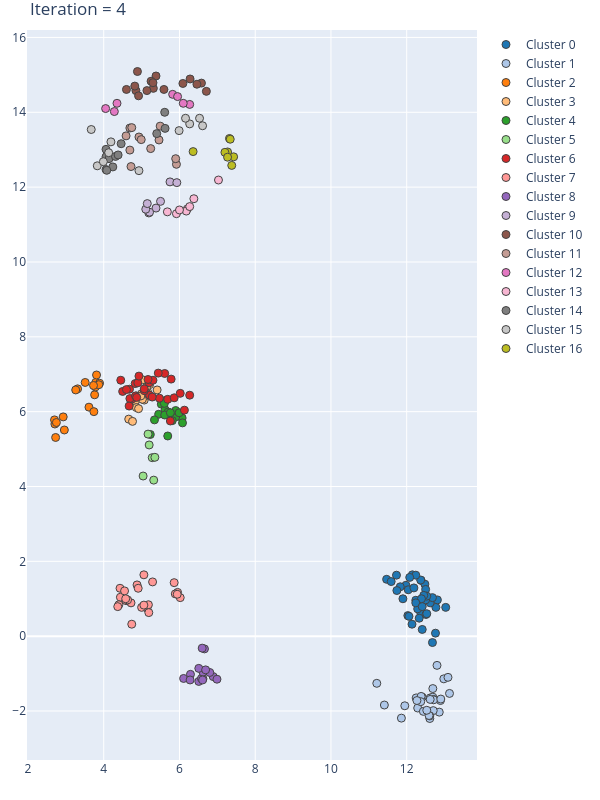 Iteration = 4
16
14
12
10
8
6
4
2
0
−2
2
4
6
8
10
12
Cluster 0
Cluster 1
Cluster 2
Cluster 3
Cluster 4
Cluster 5
Cluster 6
Cluster 7
Cluster 8
Cluster 9
Cluster 10
Cluster 11
Cluster 12
Cluster 13
Cluster 14
Cluster 15
Cluster 16